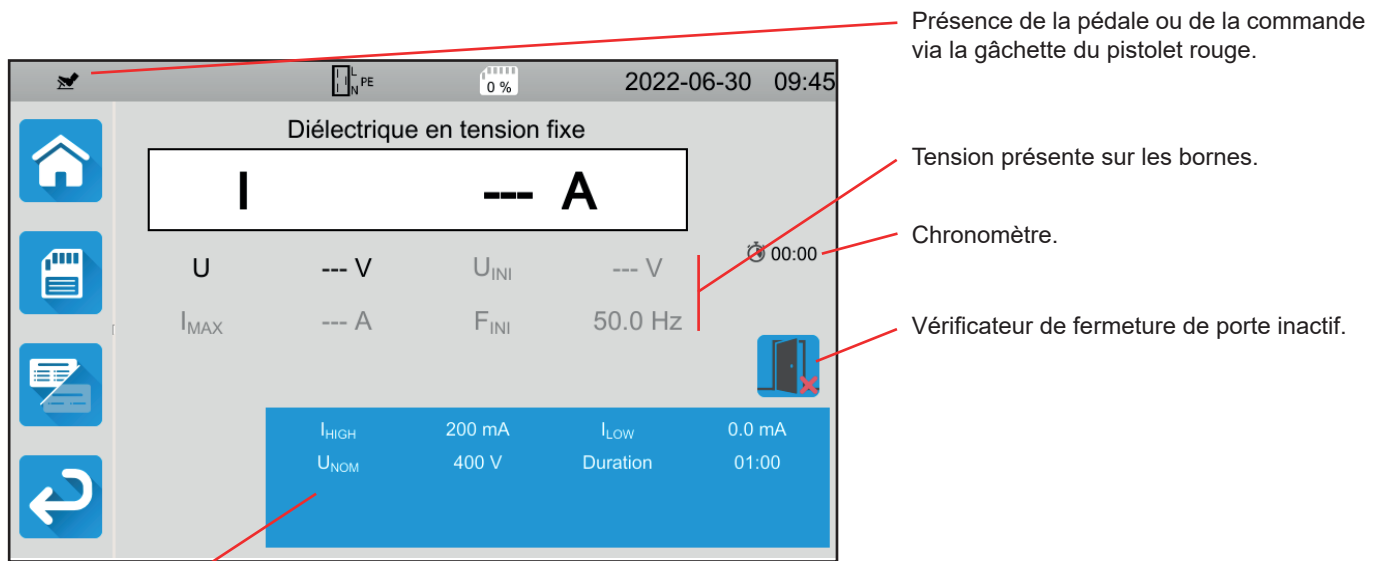 Présence de la pédale ou de la commande
via la gâchette du pistolet rouge.
L
N PE
0 %
2022-06-30 09:45
Diélectrique en tension fixe
I --- A
Tension présente sur les bornes.
Chronomètre.
00:00
U --- V UINI --- V
IMAX --- A FINI 50.0 Hz
Vérificateur de fermeture de porte inactif.
IHIGH 200 mA ILOW 0.0 mA
UNOM 400 V Duration 01:00